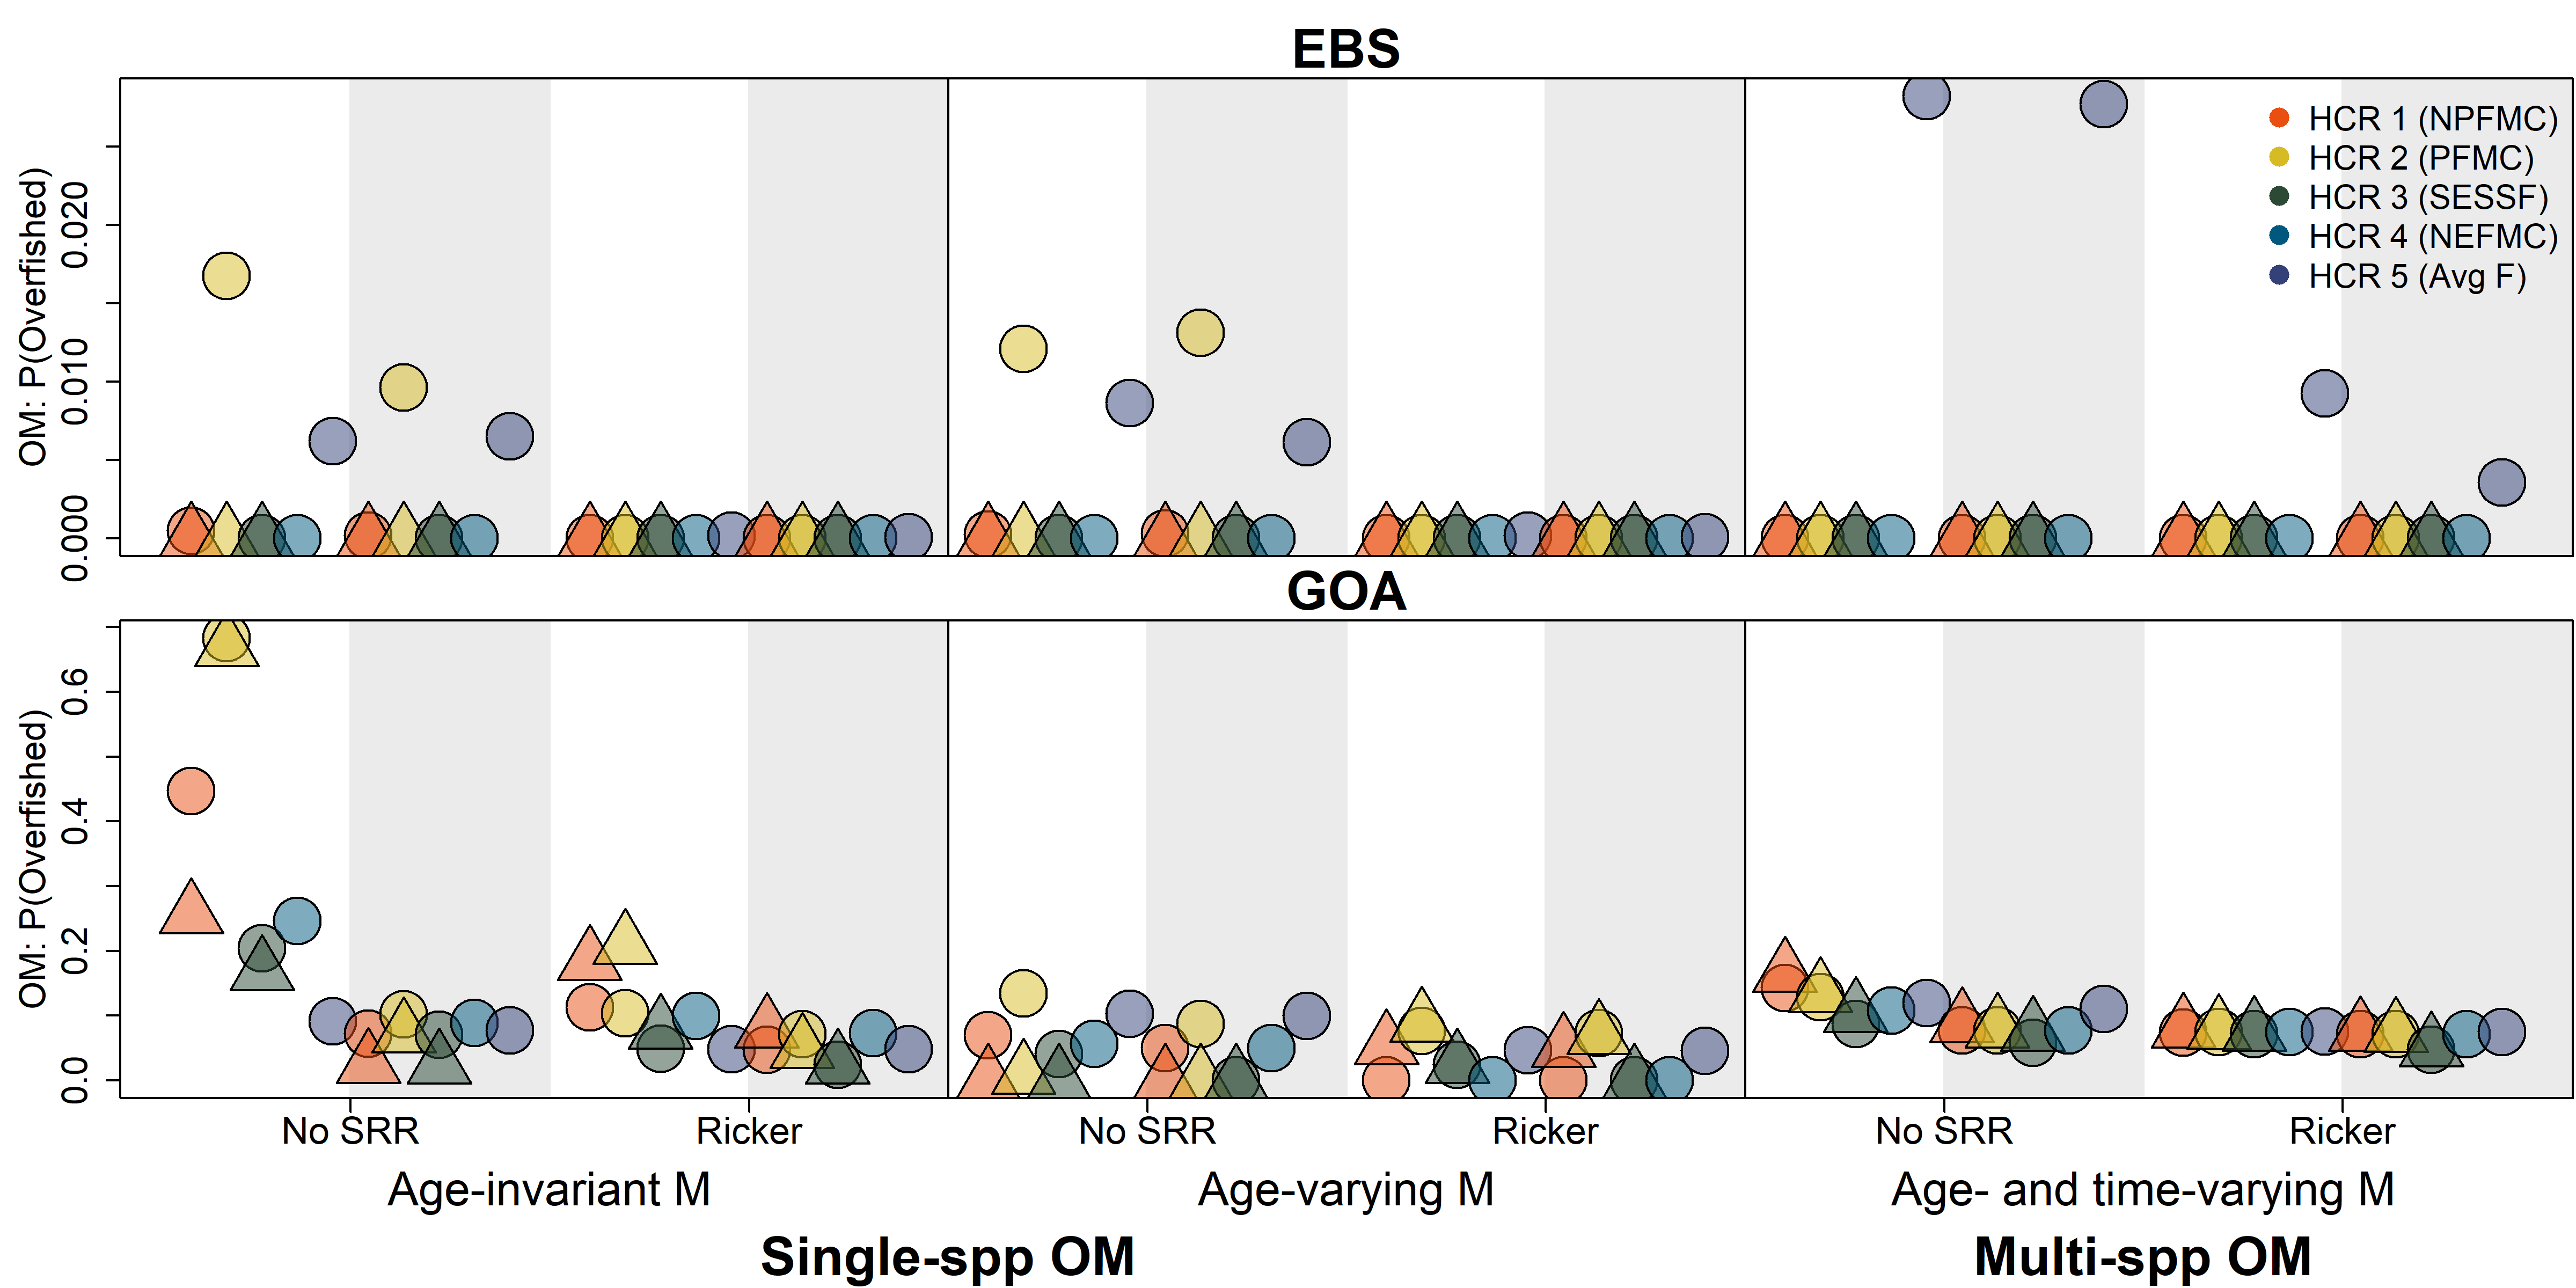 EBS
OM: P(Overfished)
0.020
0.010
0.000
HCR 1 (NPFMC)
HCR 2 (PFMC)
HCR 3 (SESSF)
HCR 4 (NEFMC)
HCR 5 (Avg F)
GOA
OM: P(Overfished)
0.6
0.4
0.2
0.0
No SRR Ricker No SRR Ricker No SRR Ricker
Age-invariant M Age-varying M Age- and time-varying M
Single-spp OM Multi-spp OM